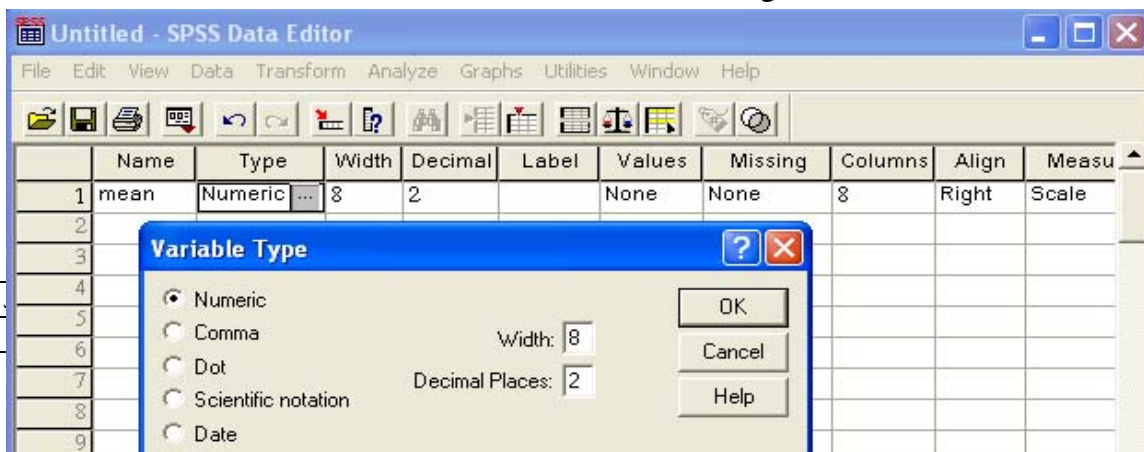 SPSS Untitled - SPSS Data Editor
File Edit View Data Transform Analyze Graphs Utilities Window Help
Name Type Width Decimal Label Values Missing Columns Align Measu
1 mean Numeric ... 8 2 None None 8 Right Scale
2
3
4
5
6
7
8
9
Variable Type
Numeric
Comma
Dot
Scientific notation
Date
Width: 8
Decimal Places: 2
OK
Cancel
Help